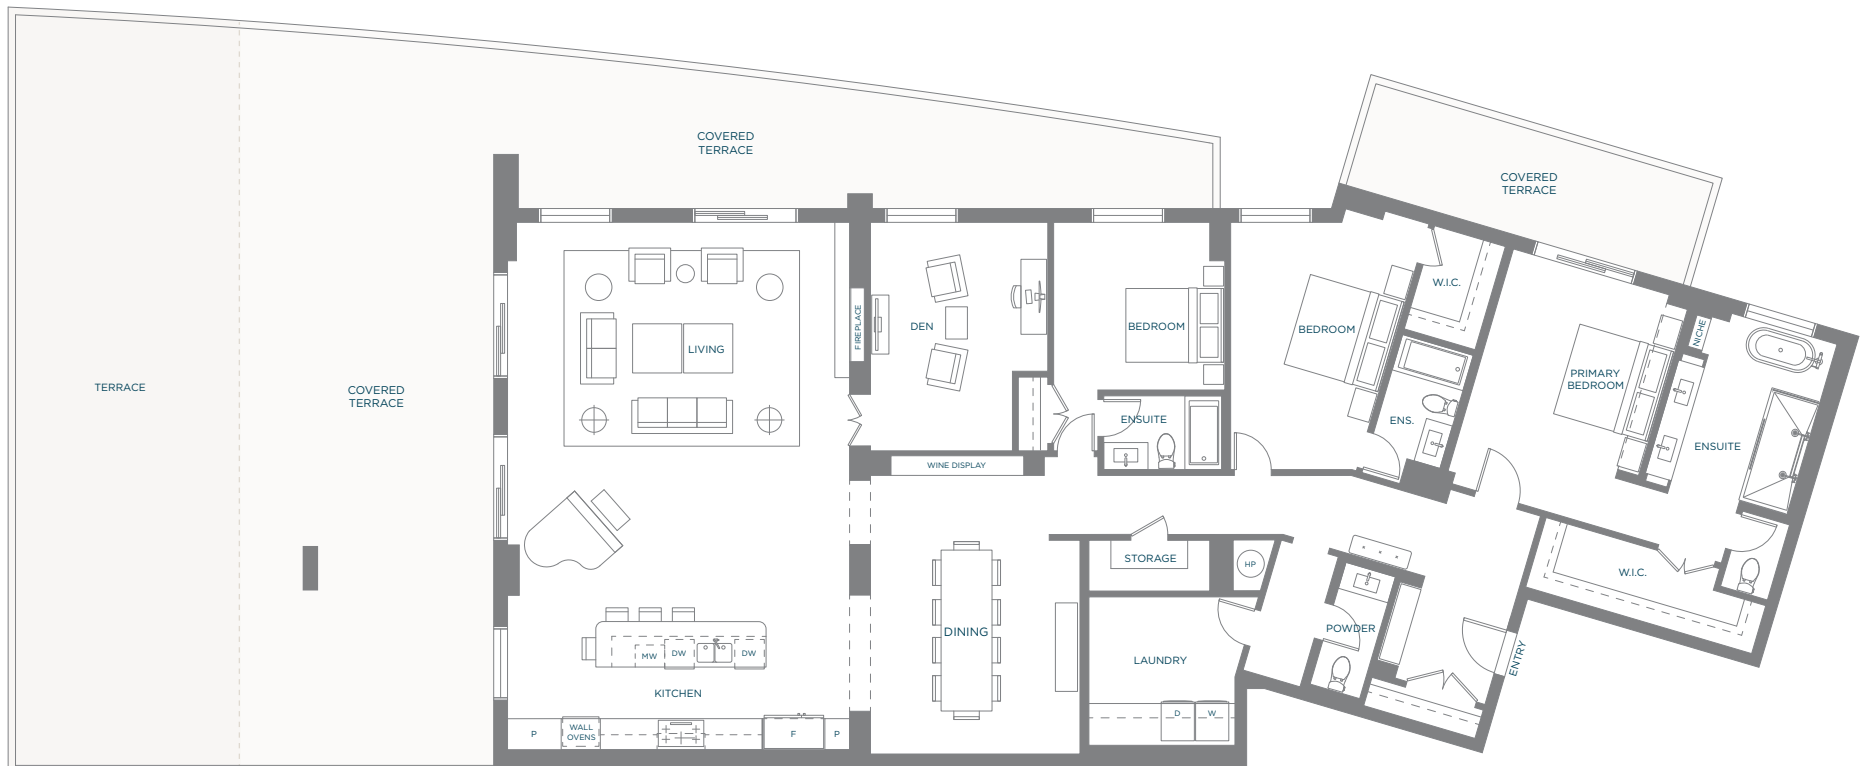 COVERED
TERRACE
COVERED
TERRACE
TERRACE
COVERED
TERRACE
LIVING
FIREPLACE
DEN
BEDROOM
BEDROOM
W.I.C.
NICHE
PRIMARY
BEDROOM
ENSUITE
ENS.
ENSUITE
WINE DISPLAY
STORAGE
HP
W.I.C.
DINING
POWDER
ENTRY
LAUNDRY
MW
DW
DW
KITCHEN
P
WALL
OVENS
F
P
D
W